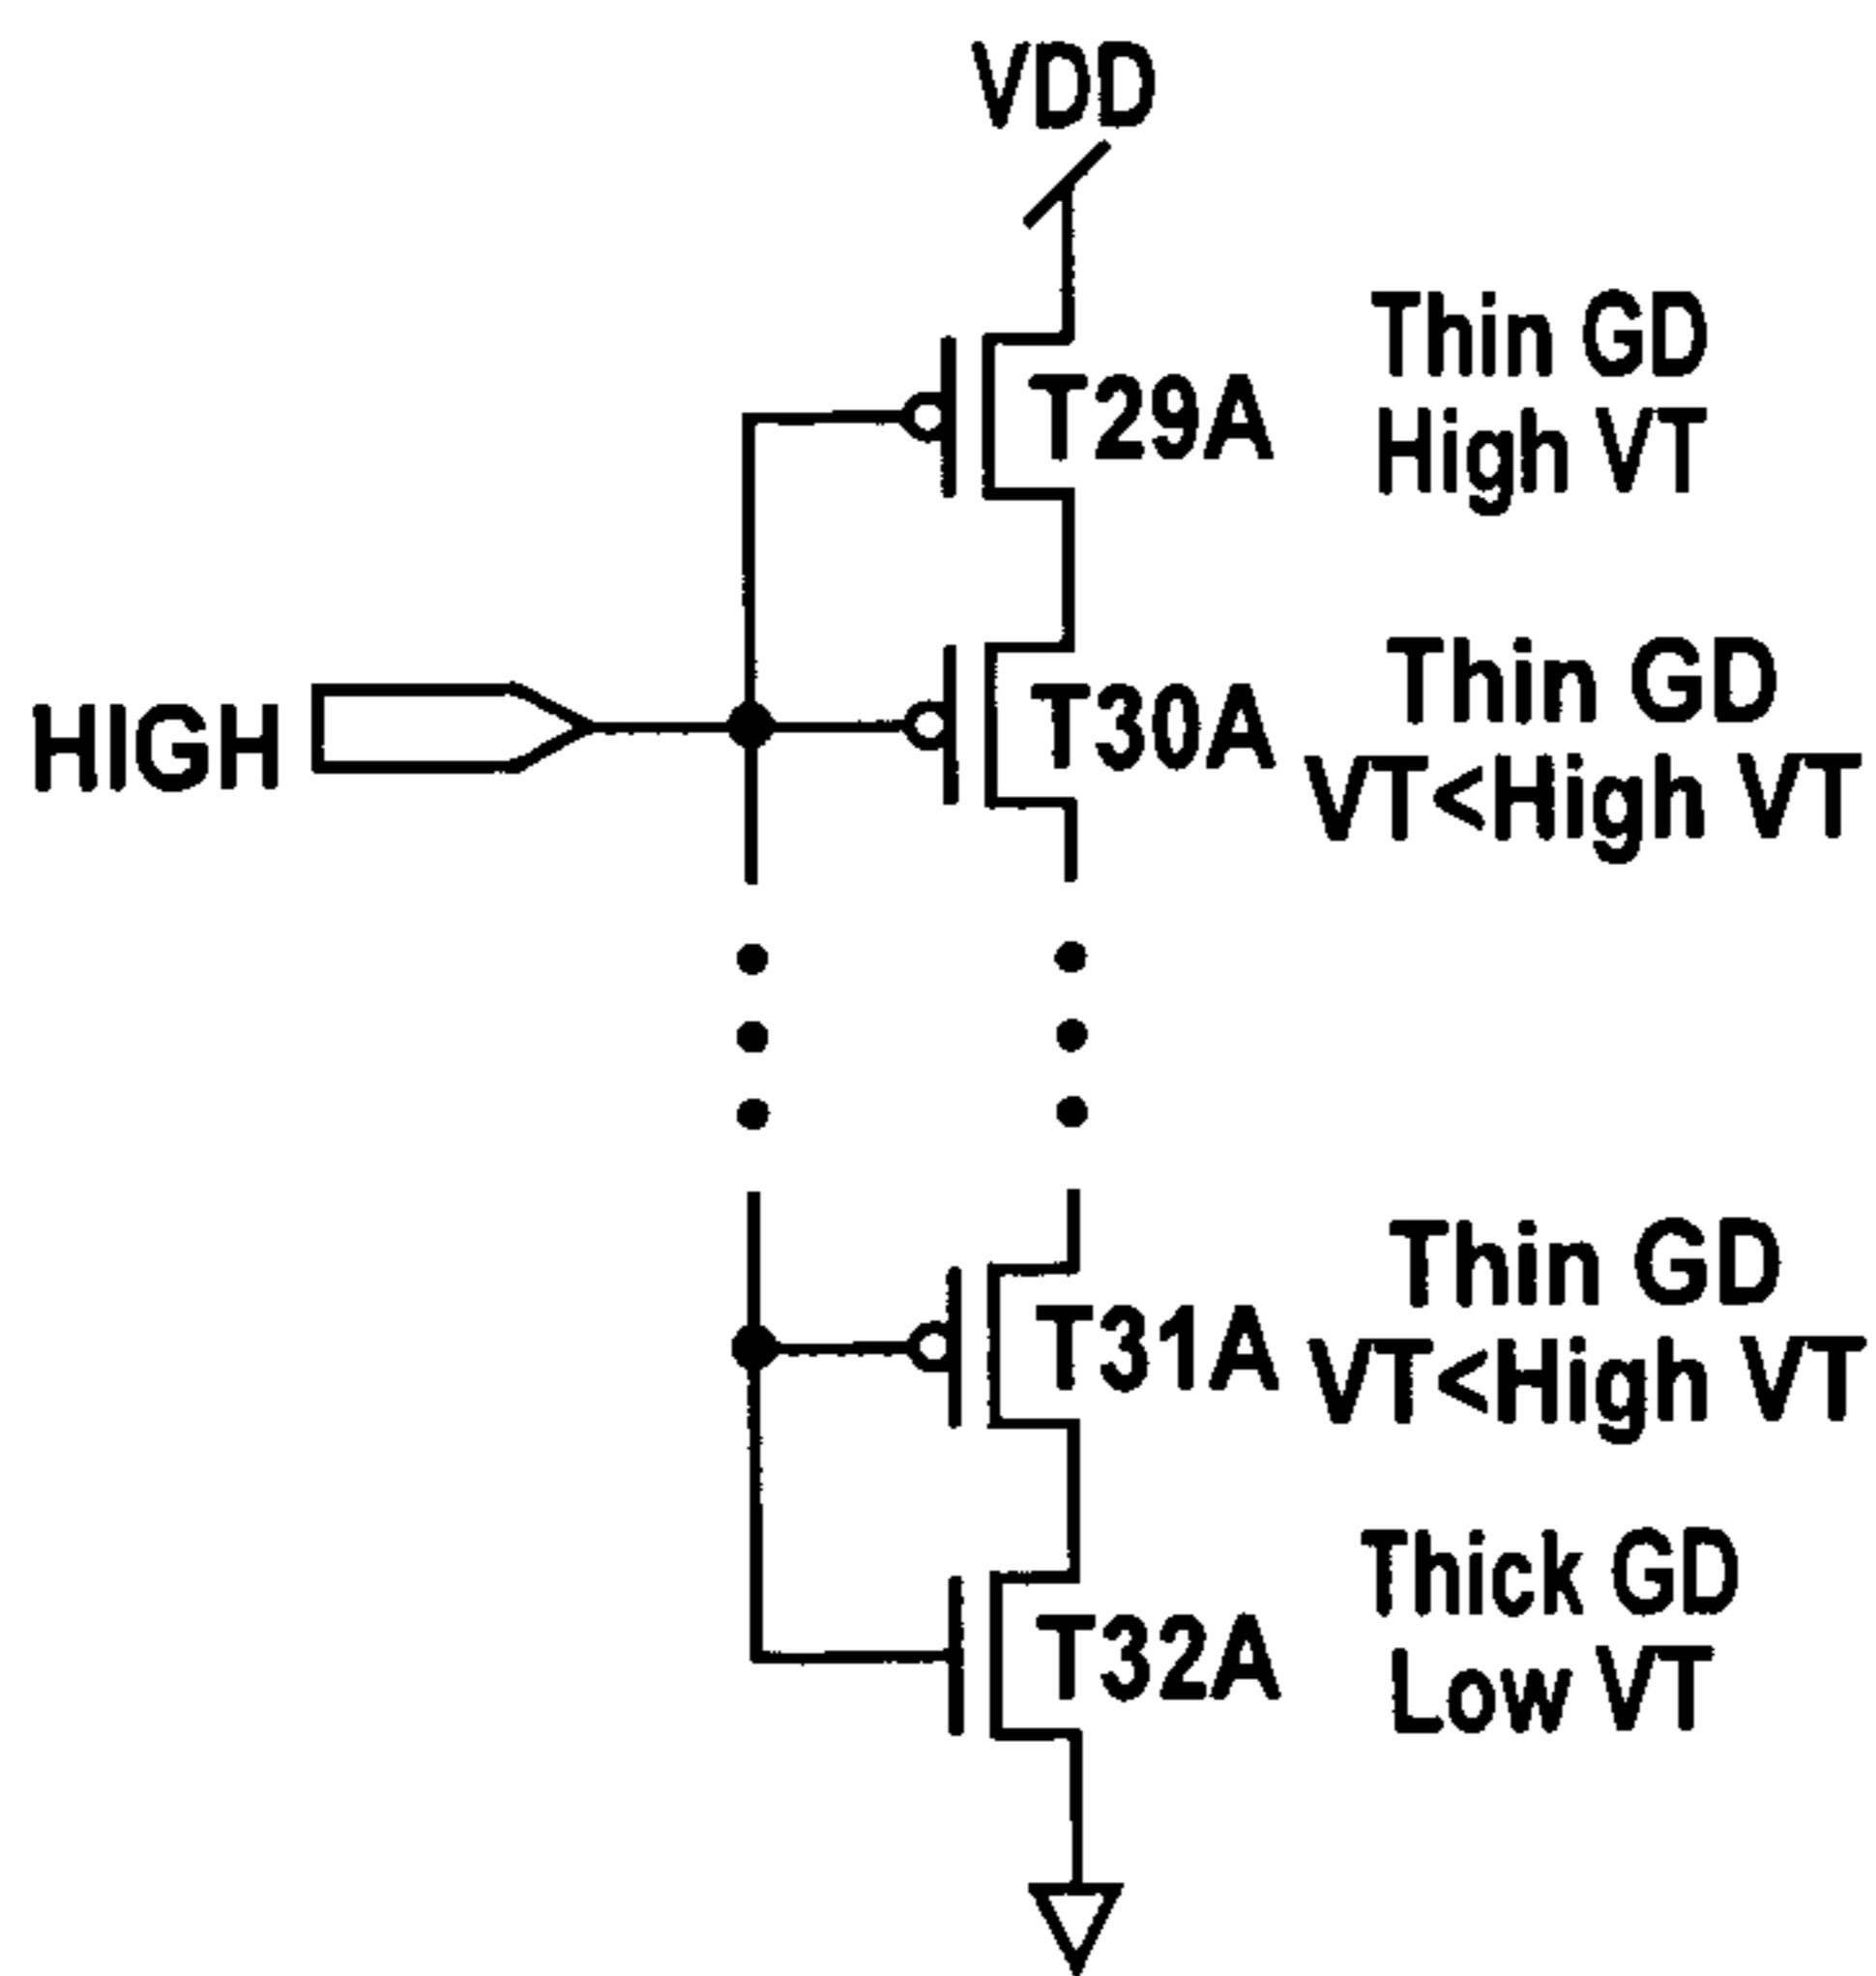 VDD
T29A
Thin GD
High VT
HIGH
T30A
Thin GD
VT<High VT
T31A
Thin GD
VT<High VT
T32A
Thick GD
Low VT